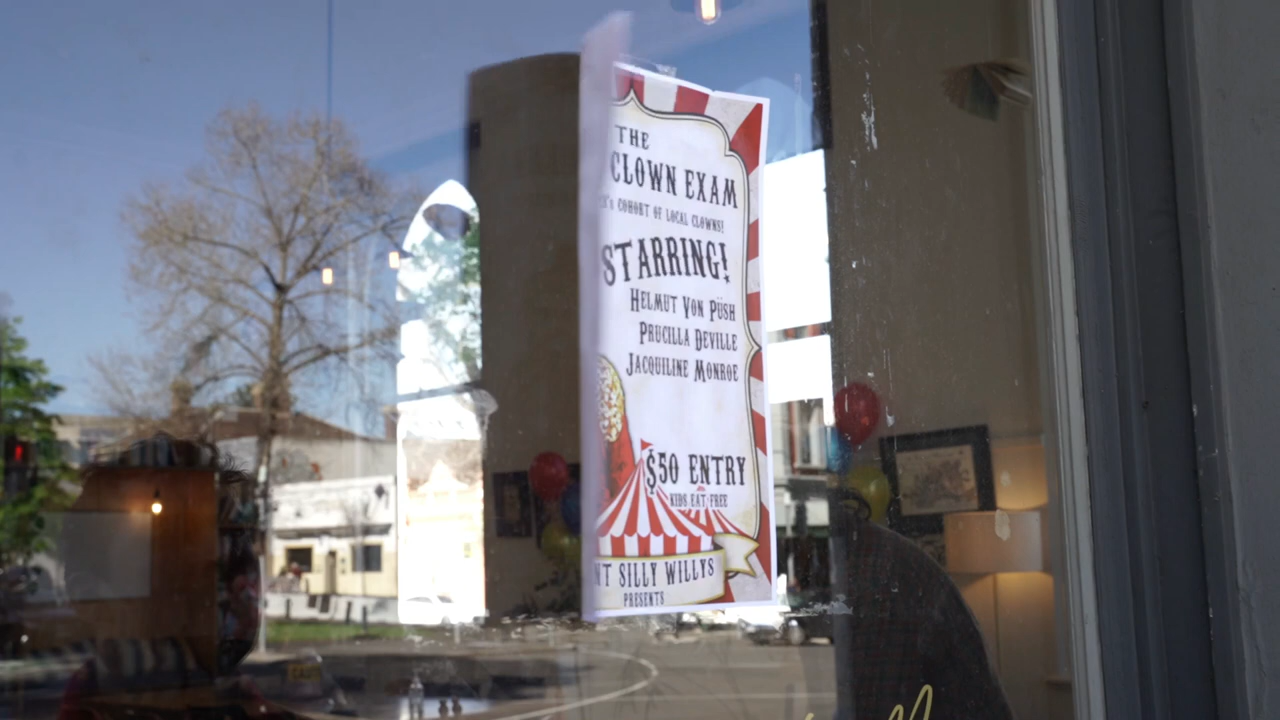 THE
CLOWN EXAM
COHORT OF LOCAL CLOWNS!
STARRING!
HELMUT VON PÜSH
PRUCILLA DEVILLE
JACQUILINE MONROE
$50 ENTRY
KIDS EAT FREE
SILLY WILLYS
PRESENTS